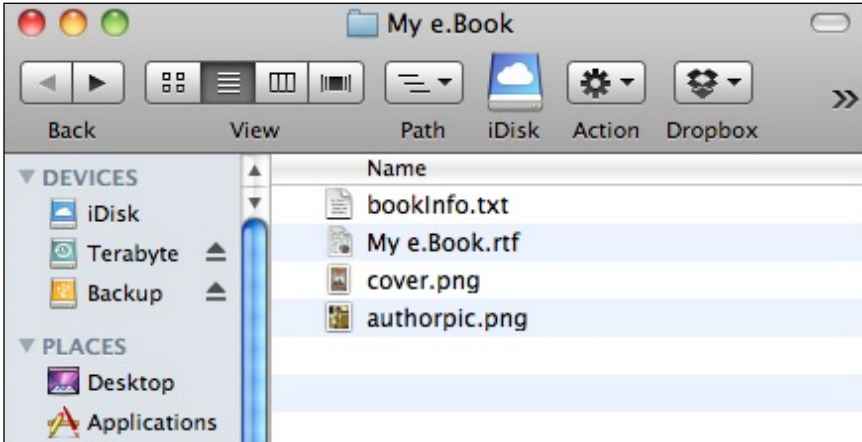 My e.Book
Back View Path iDisk Action Dropbox
DEVICES
iDisk
Terabyte
Backup
PLACES
Desktop
Applications
Name
bookInfo.txt
My e.Book.rtf
cover.png
authorpic.png